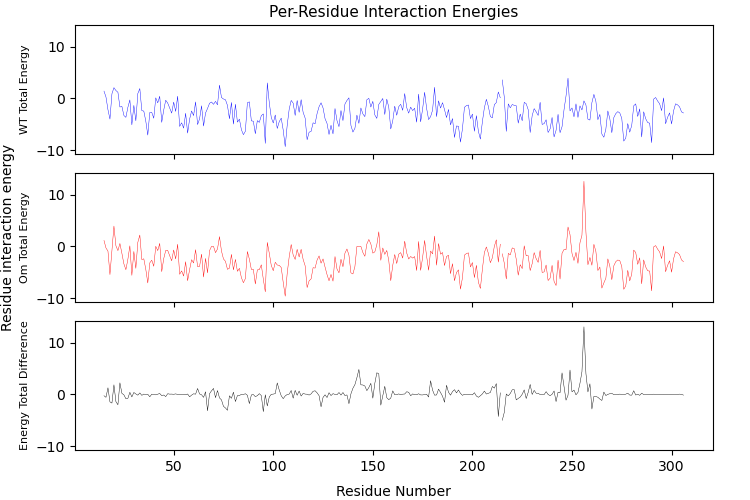 Per-Residue Interaction Energies
Residue interaction energy
WT Total Energy
10
0
−10
Om Total Energy
10
0
−10
Energy Total Difference
10
0
−10
50 100 150 200 250 300
Residue Number